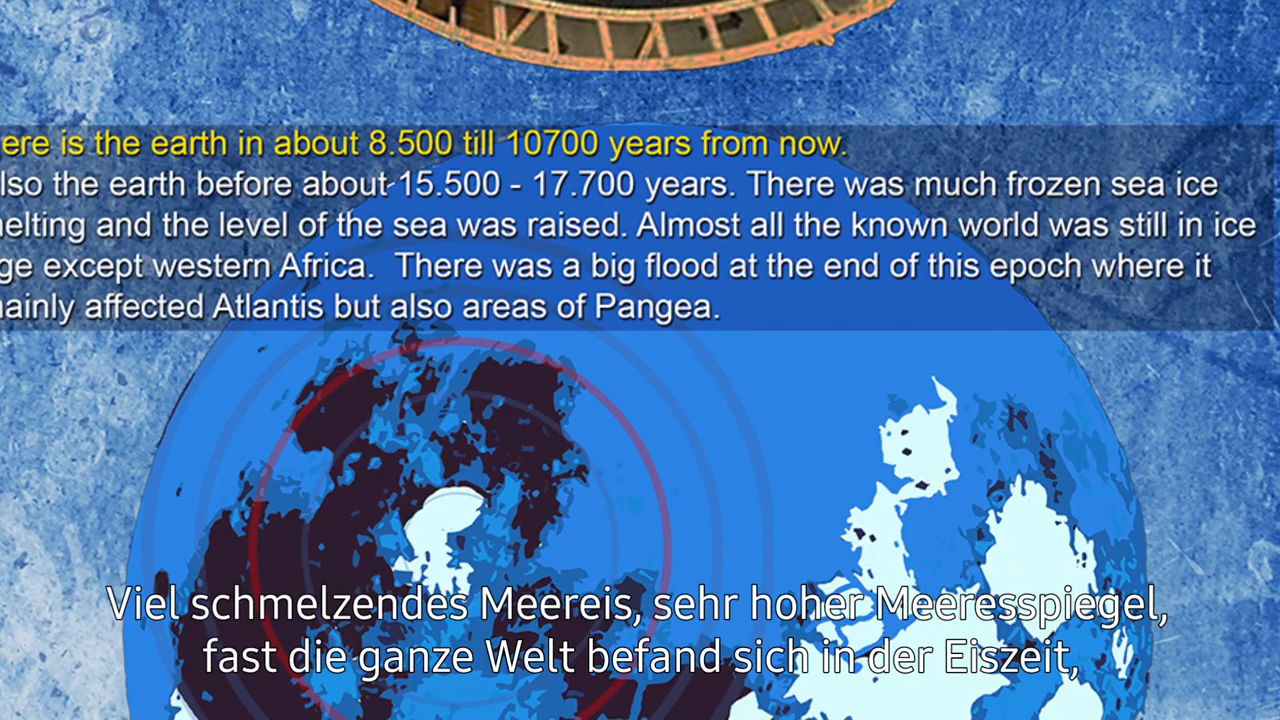 ere is the earth in about 8.500 till 10700 years from now.
lso the earth before about 15.500 - 17.700 years. There was much frozen sea ice
elting and the level of the sea was raised. Almost all the known world was still in ice
ge except western Africa. There was a big flood at the end of this epoch where it
ainly affected Atlantis but also areas of Pangea.
Viel schmelzendes Meereis, sehr hoher Meeresspiegel,
fast die ganze Welt befand sich in der Eiszeit,